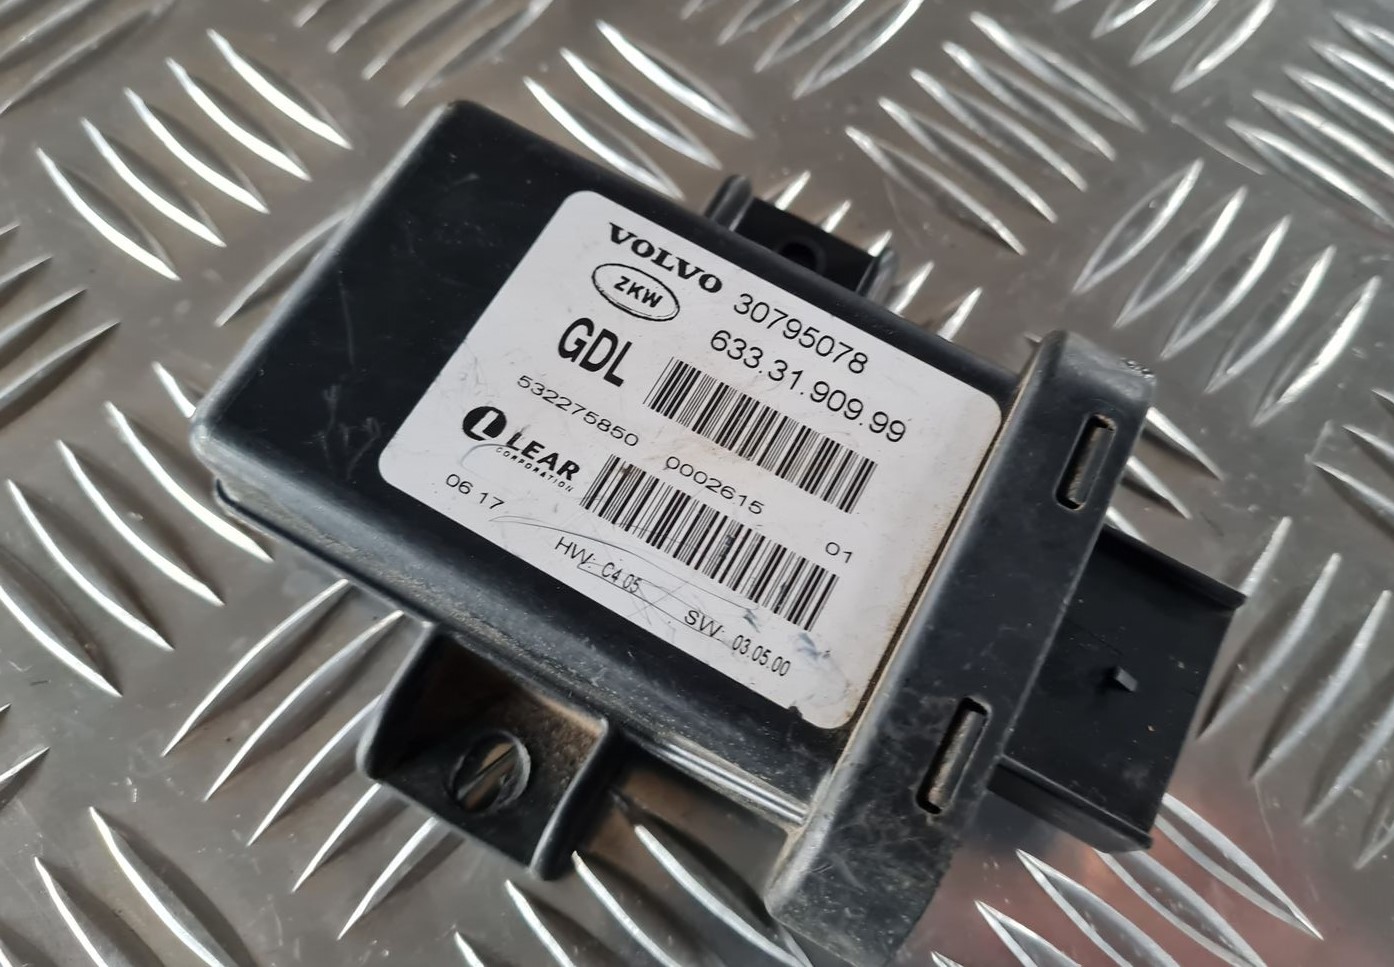 VOLVO 30795078
ZKW 633.31.909.99
GDL
532275850 0002615 01
L LEAR
CORPORATION
06 17
HW: C4.05 SW: 03.05.00